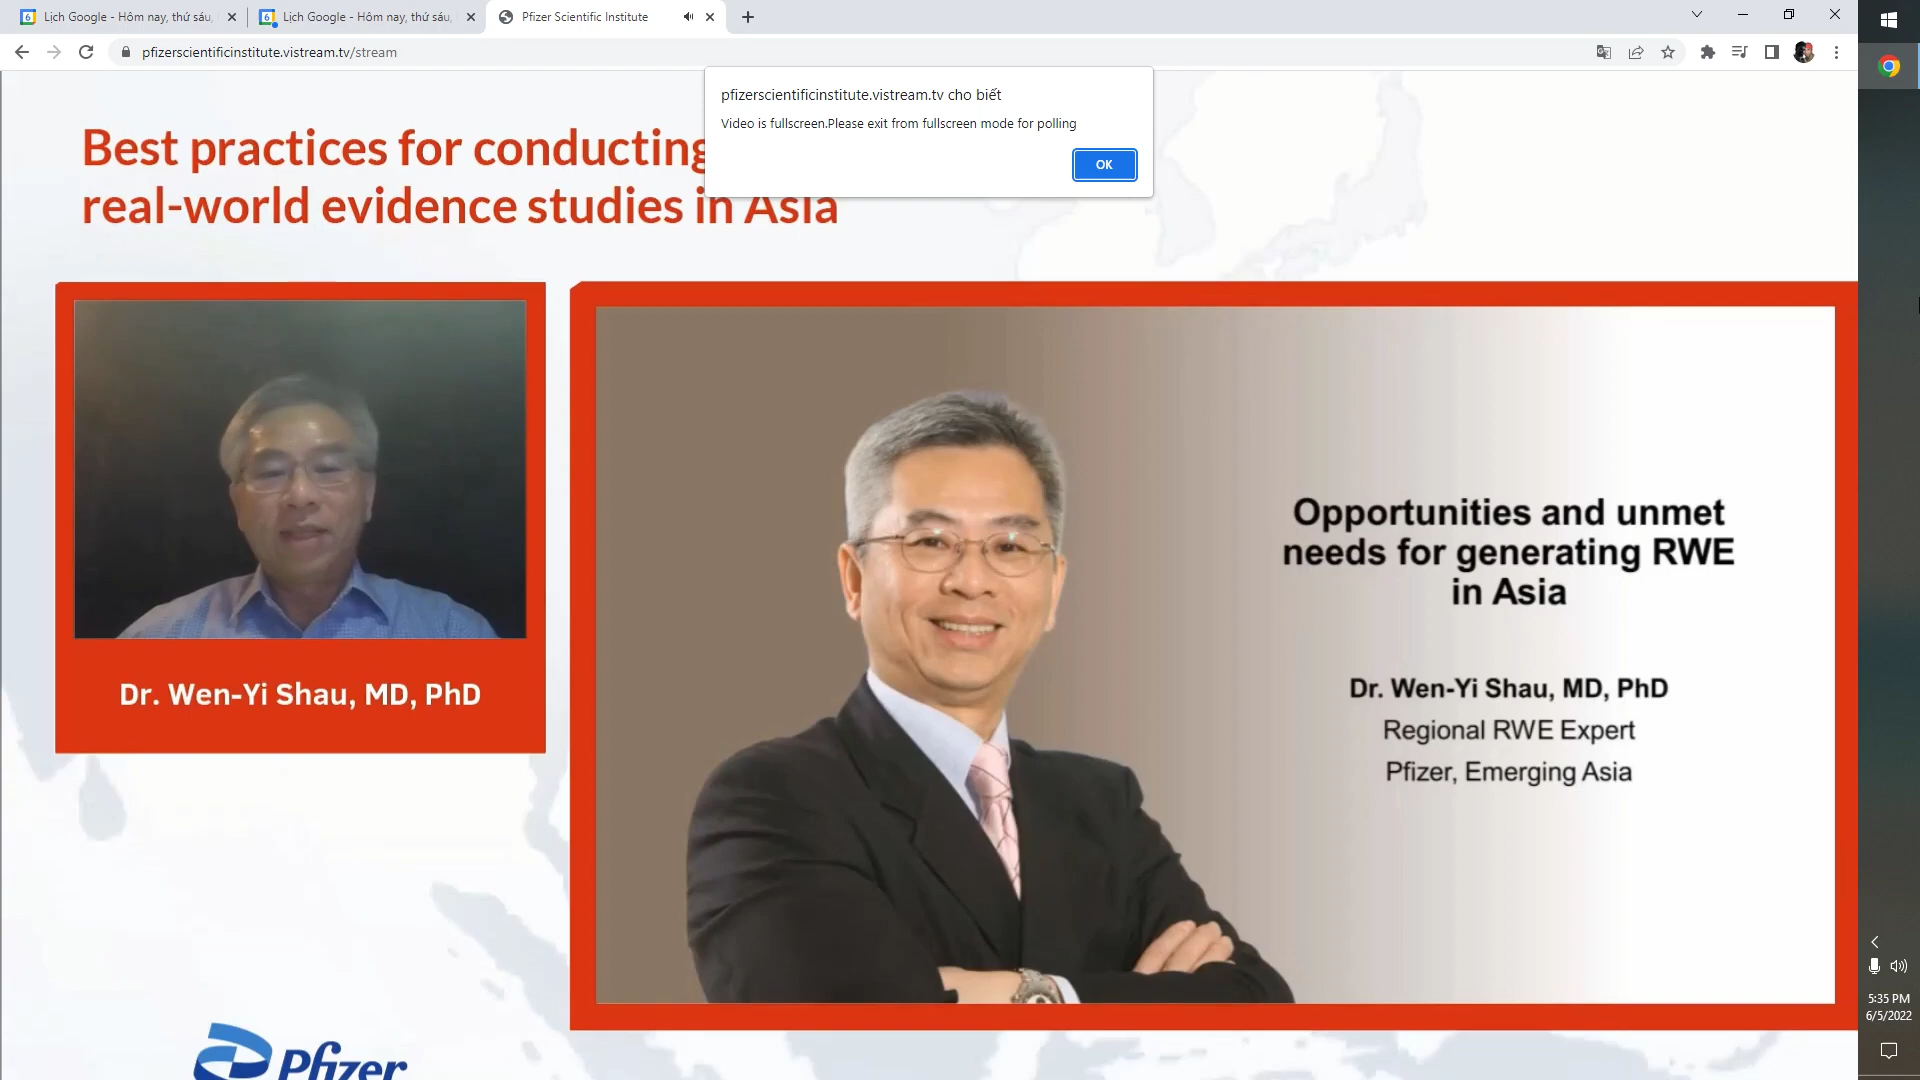 Lịch Google - Hôm nay, thứ sáu,
Lịch Google - Hôm nay, thứ sáu,
Pfizer Scientific Institute
pfizerscientificinstitute.vistream.tv/stream
pfizerscientificinstitute.vistream.tv cho biết
Video is fullscreen.Please exit from fullscreen mode for polling
OK
Best practices for conducting
real-world evidence studies in Asia
Dr. Wen-Yi Shau, MD, PhD
Opportunities and unmet
needs for generating RWE
in Asia
Dr. Wen-Yi Shau, MD, PhD
Regional RWE Expert
Pfizer, Emerging Asia
Pfizer
5:35 PM
6/5/2022